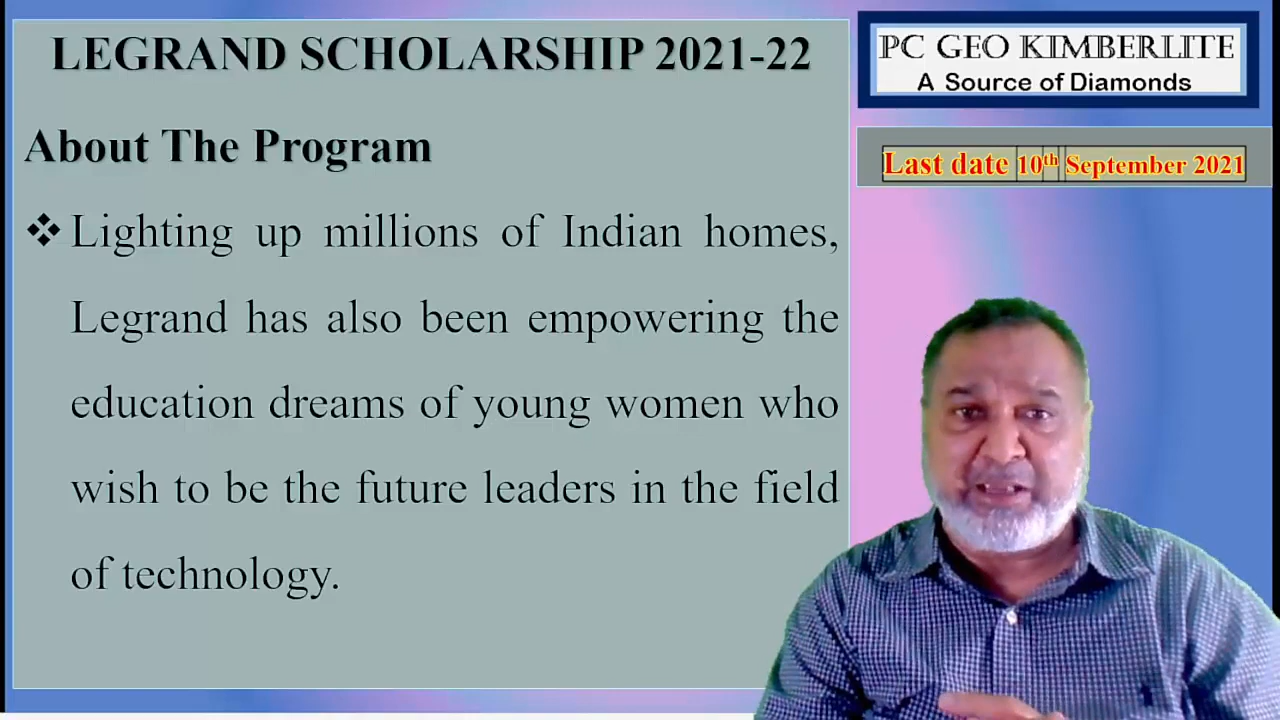 LEGRAND SCHOLARSHIP 2021-22
About The Program
❖ Lighting up millions of Indian homes,
Legrand has also been empowering the
education dreams of young women who
wish to be the future leaders in the field
of technology.
PC GEO KIMBERLITE
A Source of Diamonds
Last date 10th September 2021